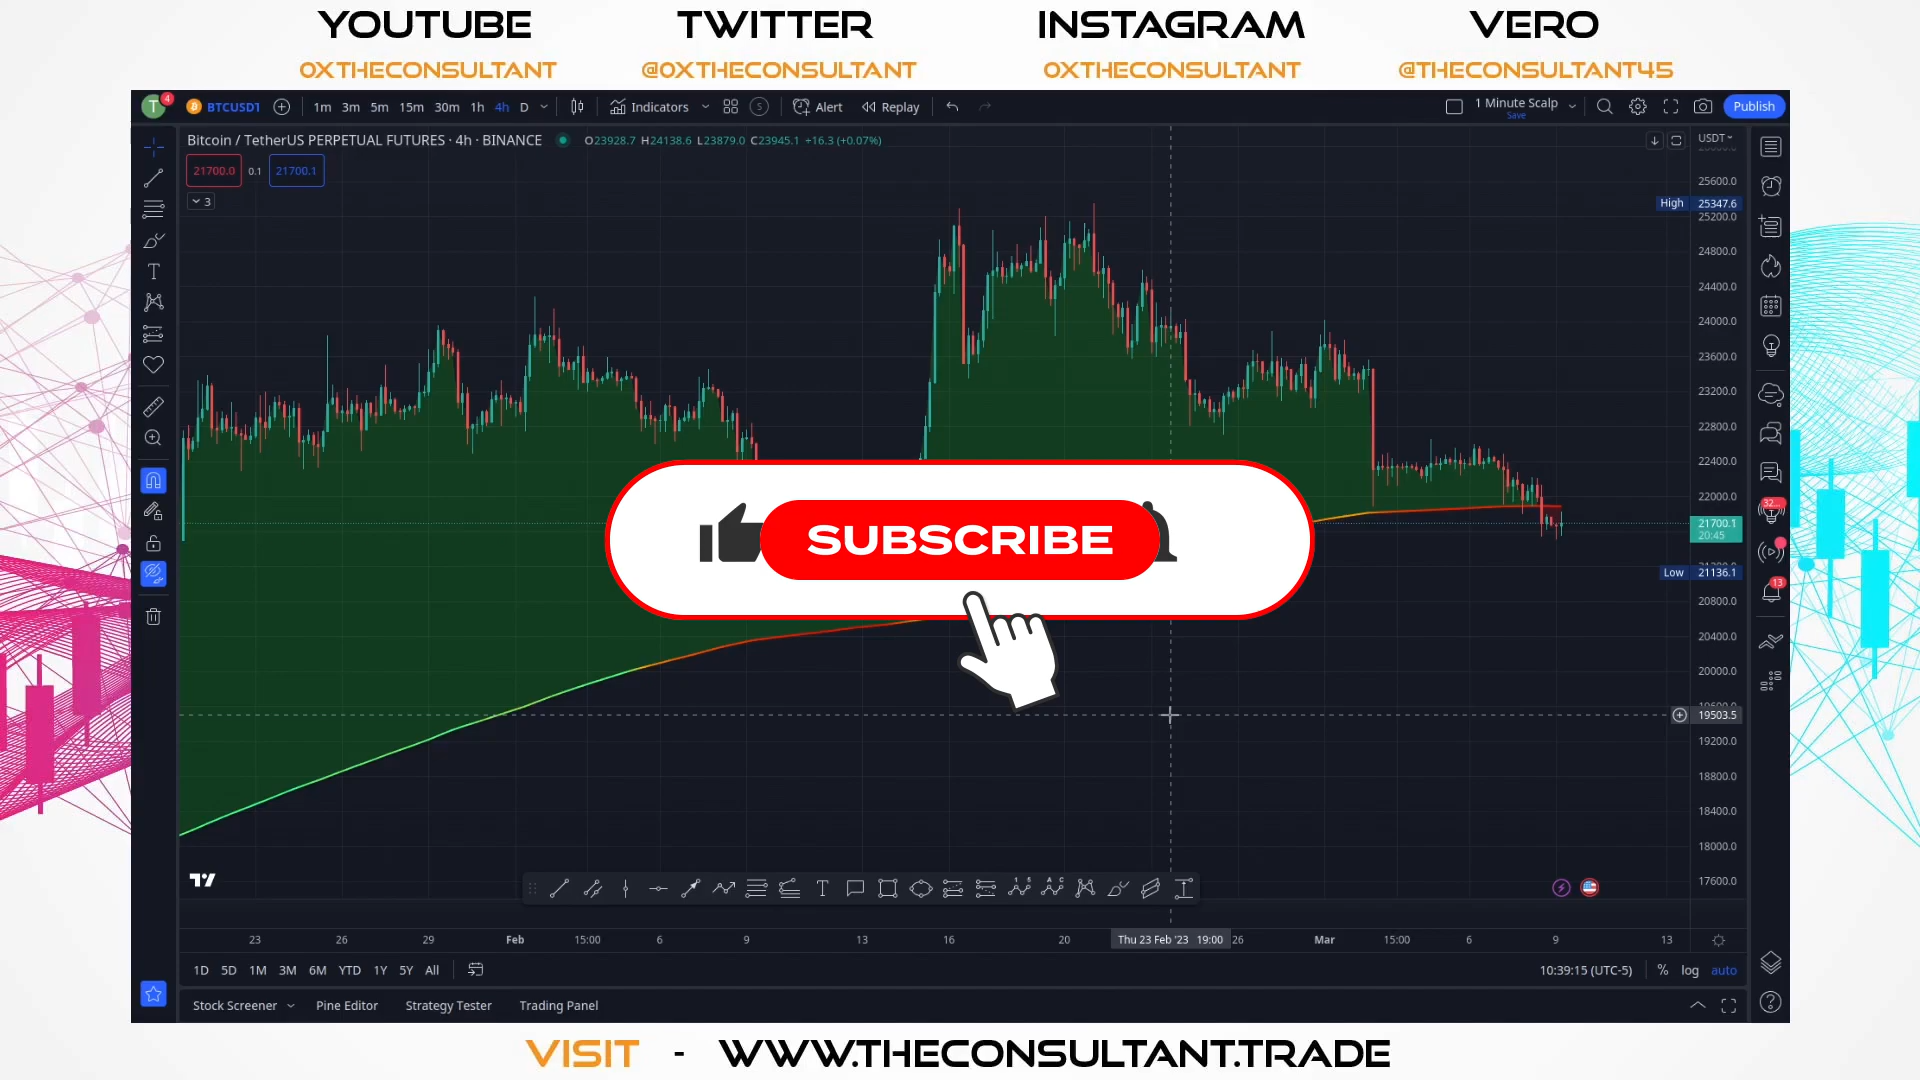 YOUTUBE TWITTER INSTAGRAM VERO
0XTHECONSULTANT @0XTHECONSULTANT 0XTHECONSULTANT @THECONSULTANT45
T 4 BTCUSDT 1m 3m 5m 15m 30m 1h 4h D Indicators S Alert Replay 1 Minute Scalp Save Publish
Bitcoin / TetherUS PERPETUAL FUTURES · 4h · BINANCE O23928.7 H24138.6 L23879.0 C23945.1 +16.3 (+0.07%) USDT
21700.0 0.1 21700.1
3
25600.0
High 25347.6
25200.0
24800.0
24400.0
24000.0
23600.0
23200.0
22800.0
22400.0
22000.0
32...
21700.1
20:45
SUBSCRIBE
Low 21136.1
13
20800.0
20400.0
20000.0
19503.5
19200.0
18800.0
18400.0
18000.0
17600.0
23 26 29 Feb 15:00 6 9 13 16 20 Thu 23 Feb '23 19:00 26 Mar 15:00 6 9 13
1D 5D 1M 3M 6M YTD 1Y 5Y All 10:39:15 (UTC-5) % log auto
Stock Screener Pine Editor Strategy Tester Trading Panel
VISIT - WWW.THECONSULTANT.TRADE